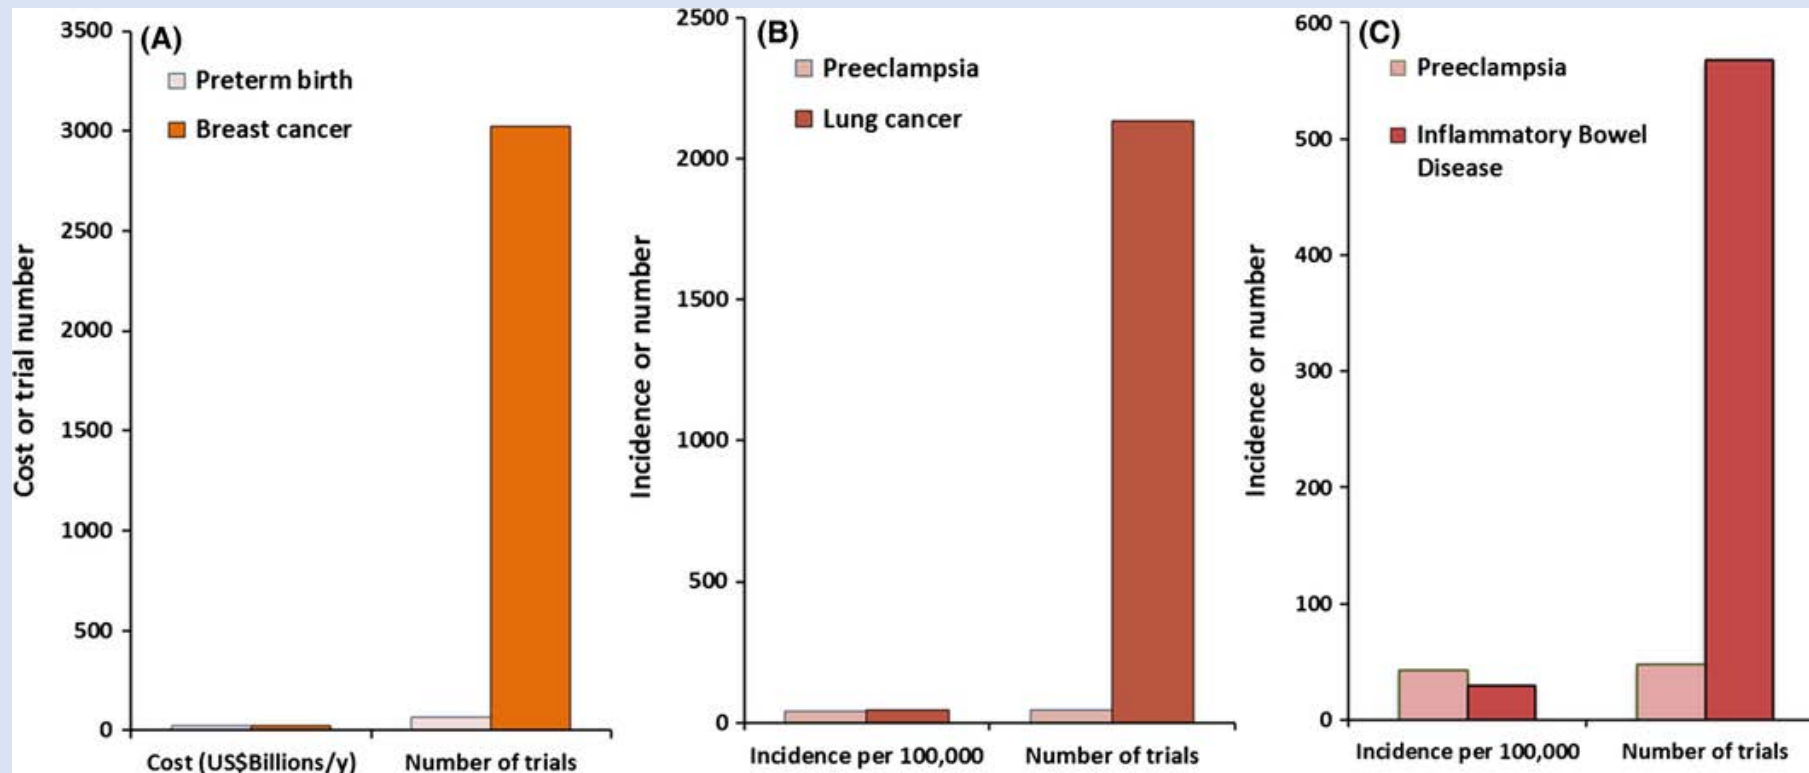 (A)
Preterm birth
Breast cancer
Cost or trial number
3500
3000
2500
2000
1500
1000
500
0
Cost (US$Billions/y)
Number of trials
(B)
Preeclampsia
Lung cancer
Incidence or number
2500
2000
1500
1000
500
0
Incidence per 100,000
Number of trials
(C)
Preeclampsia
Inflammatory Bowel
Disease
Incidence or number
600
500
400
300
200
100
0
Incidence per 100,000
Number of trials